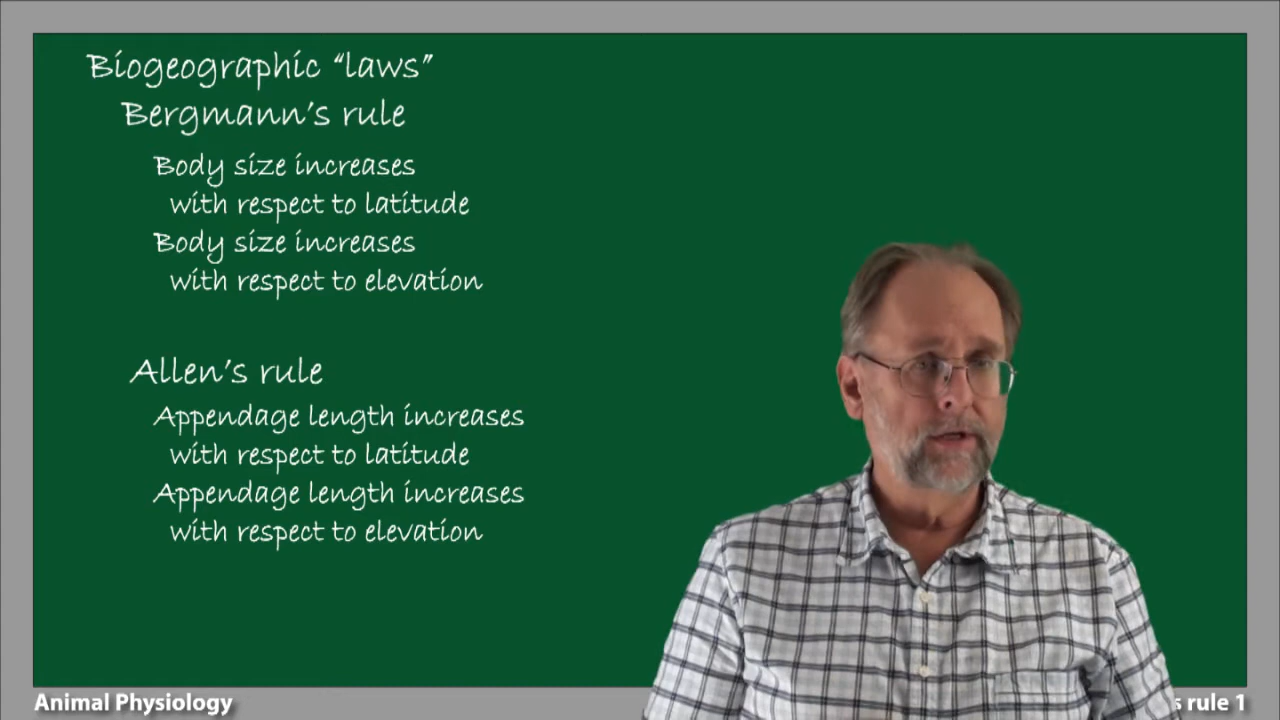 Biogeographic “laws”
Bergmann’s rule
Body size increases
with respect to latitude
Body size increases
with respect to elevation
Allen’s rule
Appendage length increases
with respect to latitude
Appendage length increases
with respect to elevation
Animal Physiology
rule 1